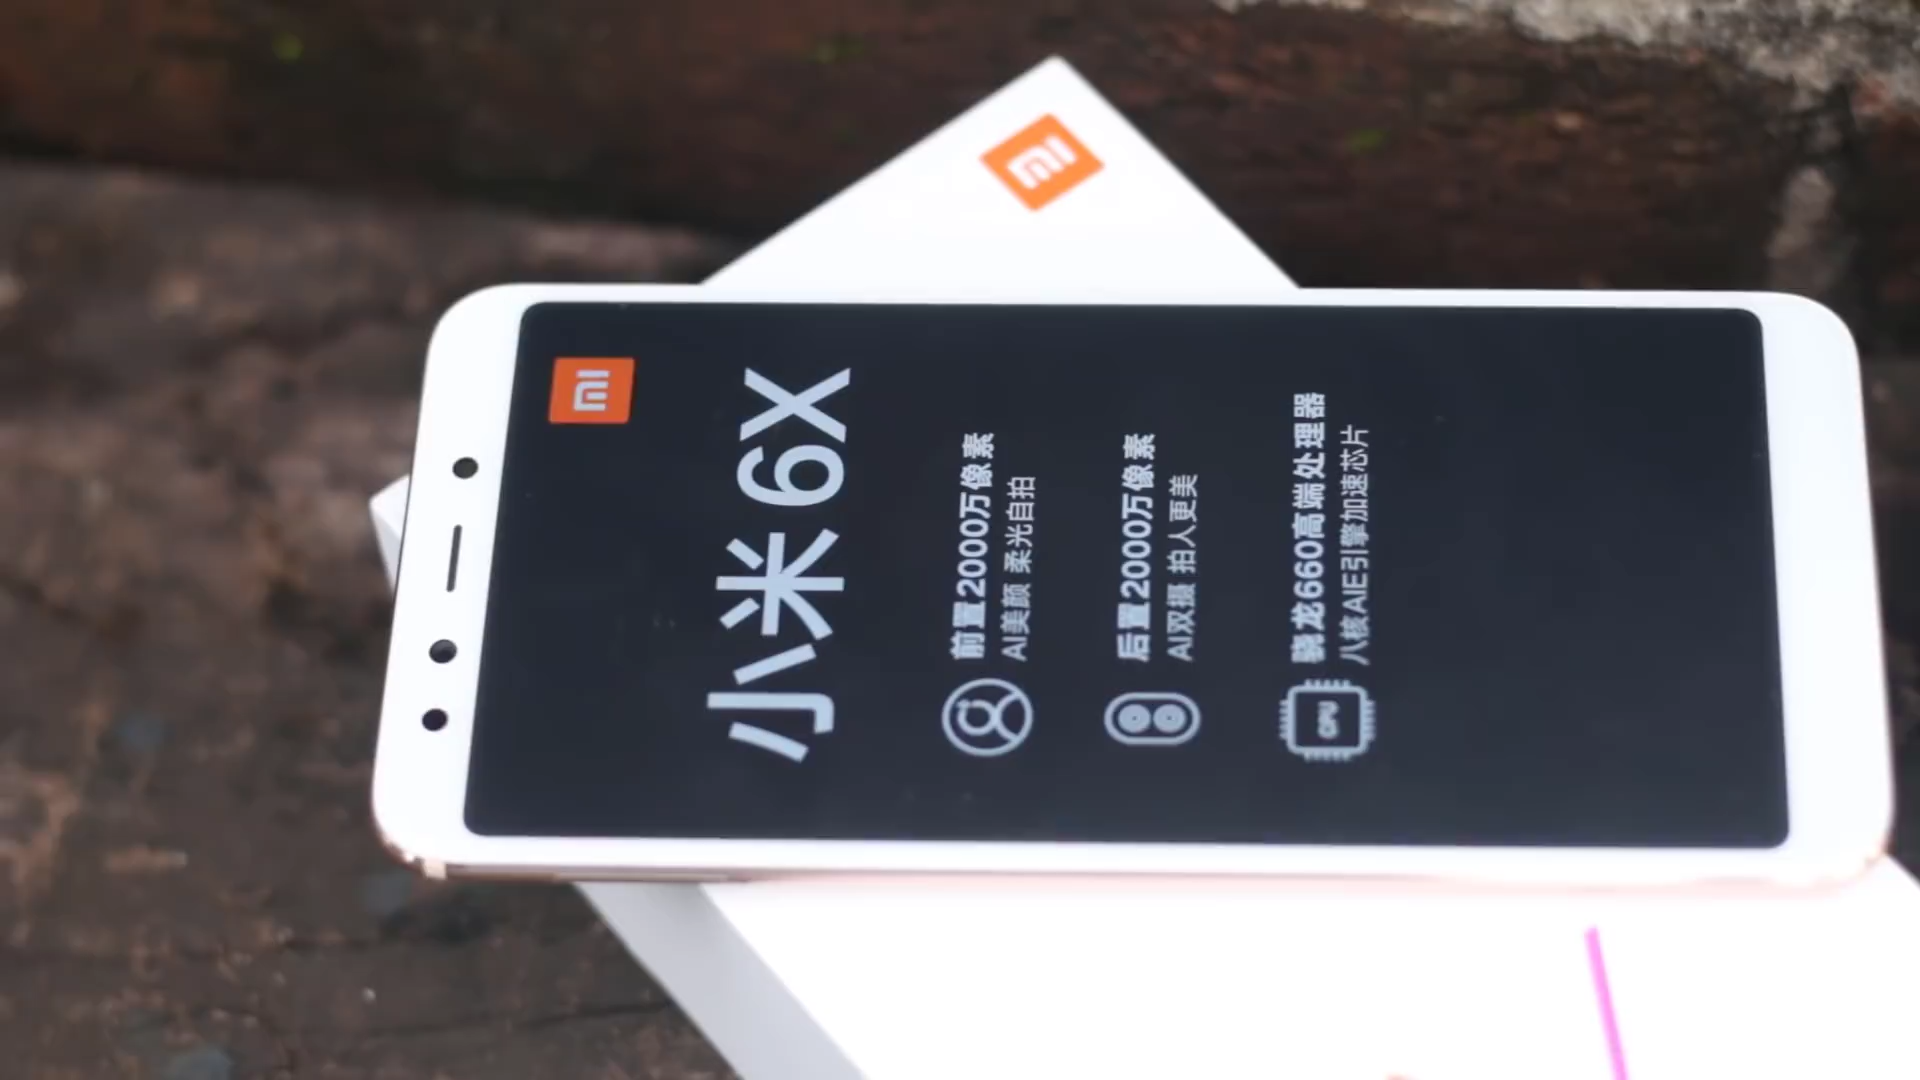 小米 6X
前置2000万像素
AI美颜 柔光自拍
后置2000万像素
AI双摄 拍人更美
骁龙660高端处理器
八核AIE引擎加速芯片
CPU